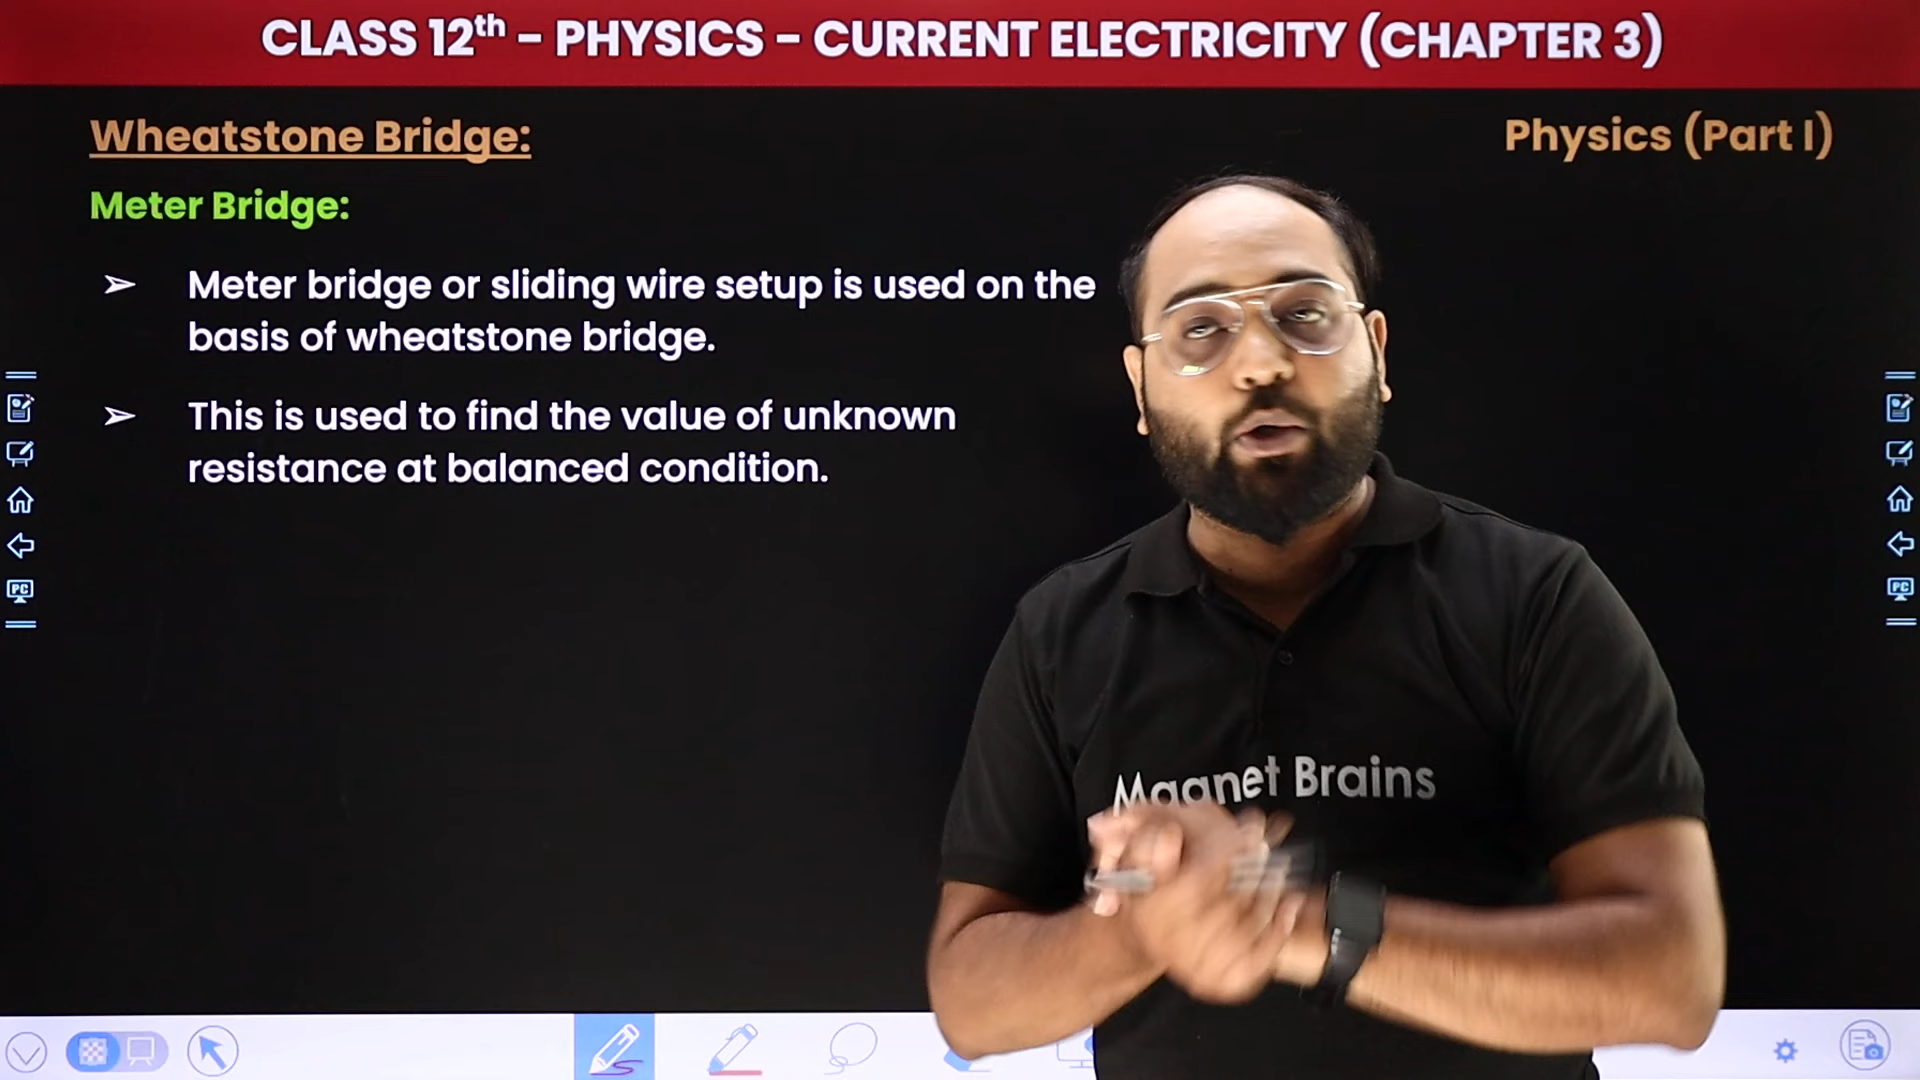 CLASS 12th - PHYSICS - CURRENT ELECTRICITY (CHAPTER 3)
Wheatstone Bridge:
Physics (Part I)
Meter Bridge:
➢ Meter bridge or sliding wire setup is used on the
basis of wheatstone bridge.
➢ This is used to find the value of unknown
resistance at balanced condition.
PC
PC
Magnet Brains